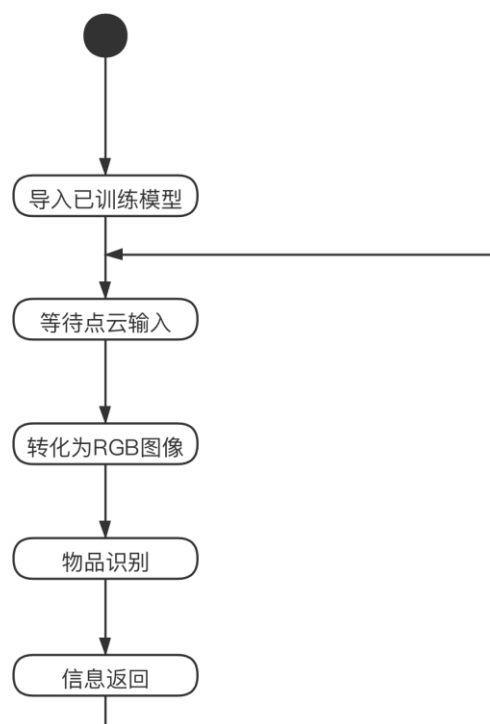 导入已训练模型
等待点云输入
转化为RGB图像
物品识别
信息返回